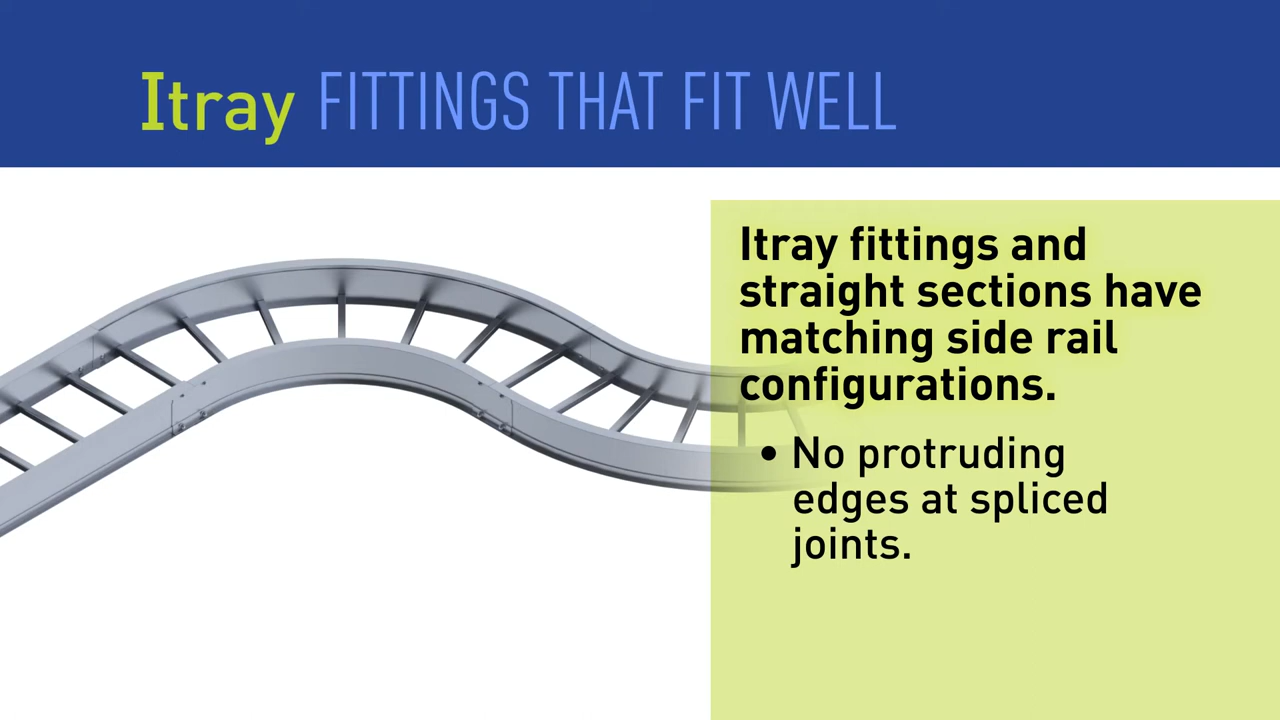 Itray FITTINGS THAT FIT WELL
Itray fittings and
straight sections have
matching side rail
configurations.
• No protruding
edges at spliced
joints.